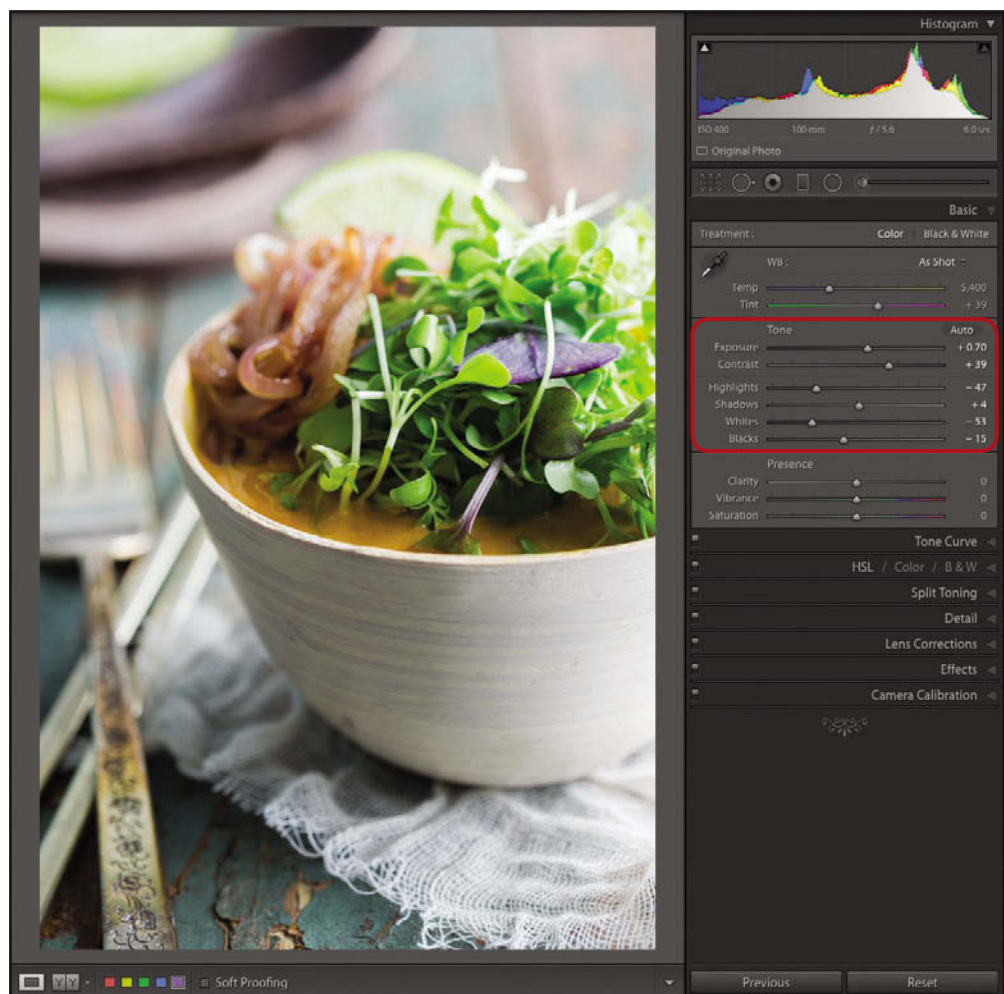 Histogram
ISO 400 100 mm ƒ / 5.6 6.0 sec
Original Photo
Basic
Treatment : Color Black & White
WB : As Shot
Temp 5,400
Tint + 39
Tone Auto
Exposure + 0.70
Contrast + 39
Highlights − 47
Shadows + 4
Whites − 53
Blacks − 15
Presence
Clarity 0
Vibrance 0
Saturation 0
Tone Curve
HSL / Color / B & W
Split Toning
Detail
Lens Corrections
Effects
Camera Calibration
Y Y Soft Proofing
Previous Reset